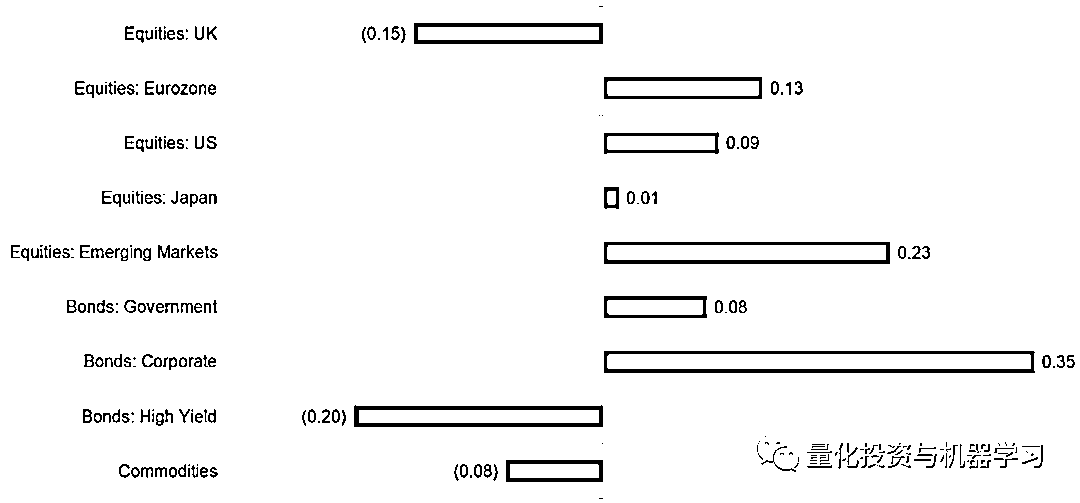 Equities: UK (0.15)
Equities: Eurozone 0.13
Equities: US 0.09
Equities: Japan 0.01
Equities: Emerging Markets 0.23
Bonds: Government 0.08
Bonds: Corporate 0.35
Bonds: High Yield (0.20)
Commodities (0.08)
量化投资与机器学习